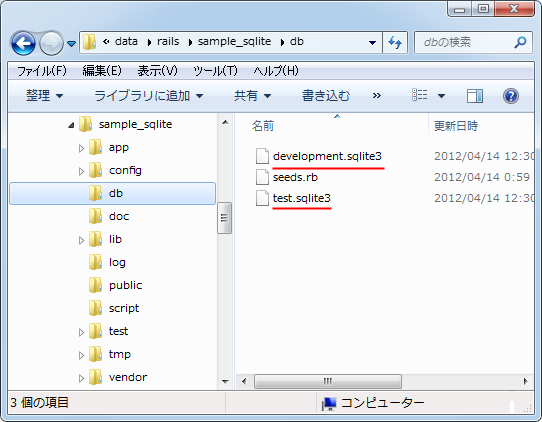 « data ▸ rails ▸ sample_sqlite ▸ db
dbの検索
ファイル(F) 編集(E) 表示(V) ツール(T) ヘルプ(H)
整理 ライブラリに追加 共有 書き込む »
sample_sqlite
app
config
db
doc
lib
log
public
script
test
tmp
vendor
名前 更新日時
development.sqlite3 2012/04/14 12:30
seeds.rb 2012/04/14 0:59
test.sqlite3 2012/04/14 12:30
3 個の項目 コンピューター